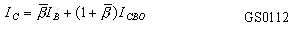 I_C = β̄I_B + (1 + β̄)I_CBO GS0112